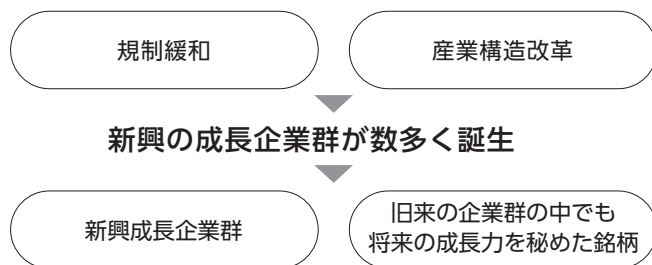 規制緩和
産業構造改革
新興の成長企業群が数多く誕生
新興成長企業群
旧来の企業群の中でも
将来の成長力を秘めた銘柄